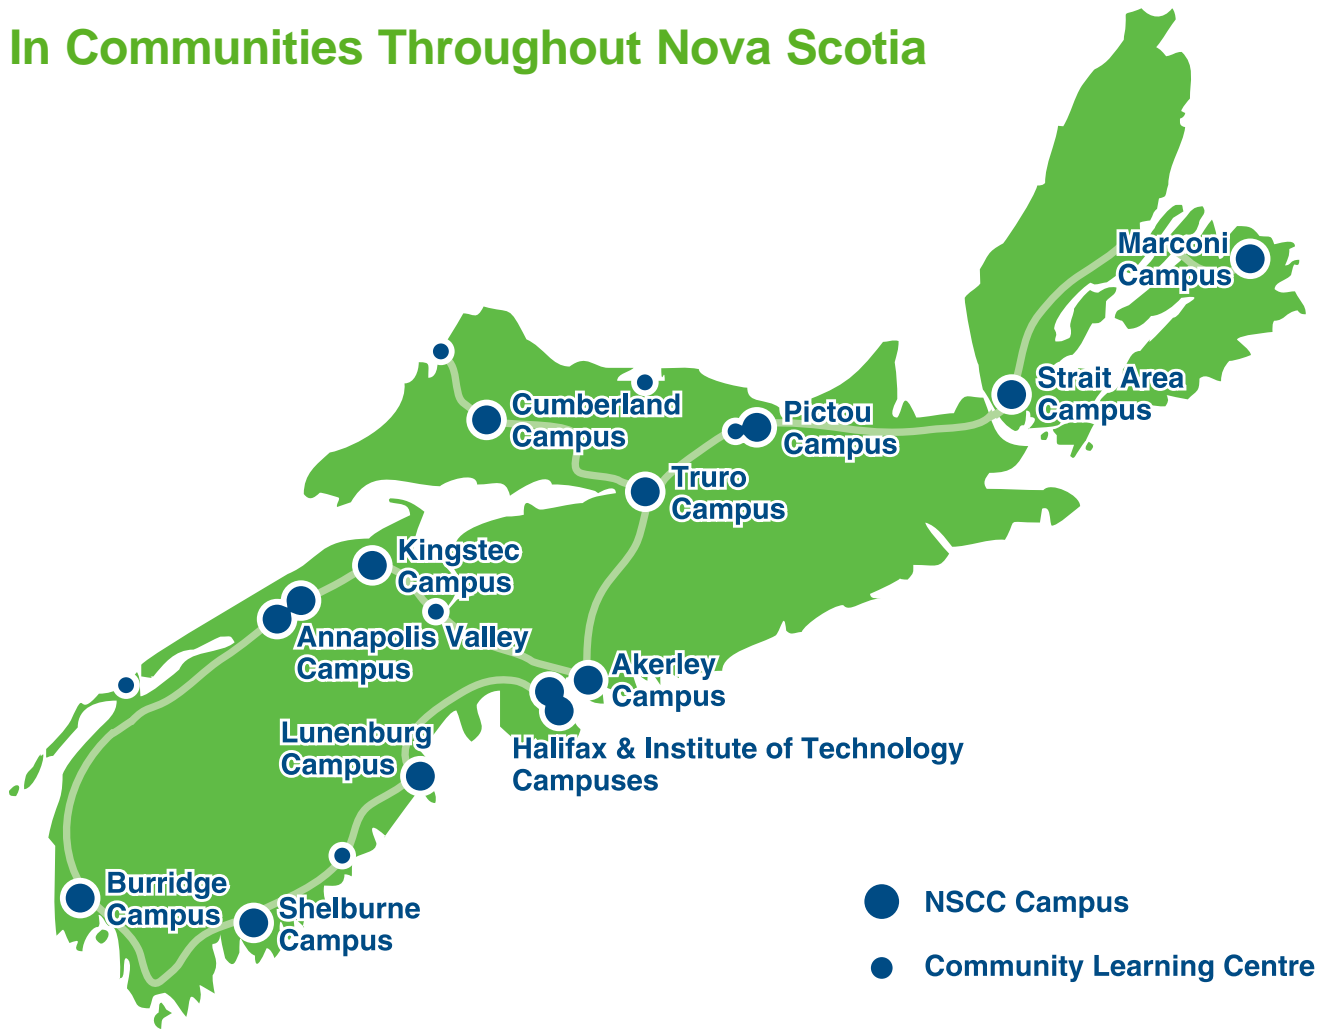 In Communities Throughout Nova Scotia
Marconi
Campus
Strait Area
Campus
Cumberland
Campus
Pictou
Campus
Truro
Campus
Kingstec
Campus
Annapolis Valley
Campus
Akerley
Campus
Lunenburg
Campus
Halifax & Institute of Technology
Campuses
Burridge
Campus
Shelburne
Campus
NSCC Campus
Community Learning Centre